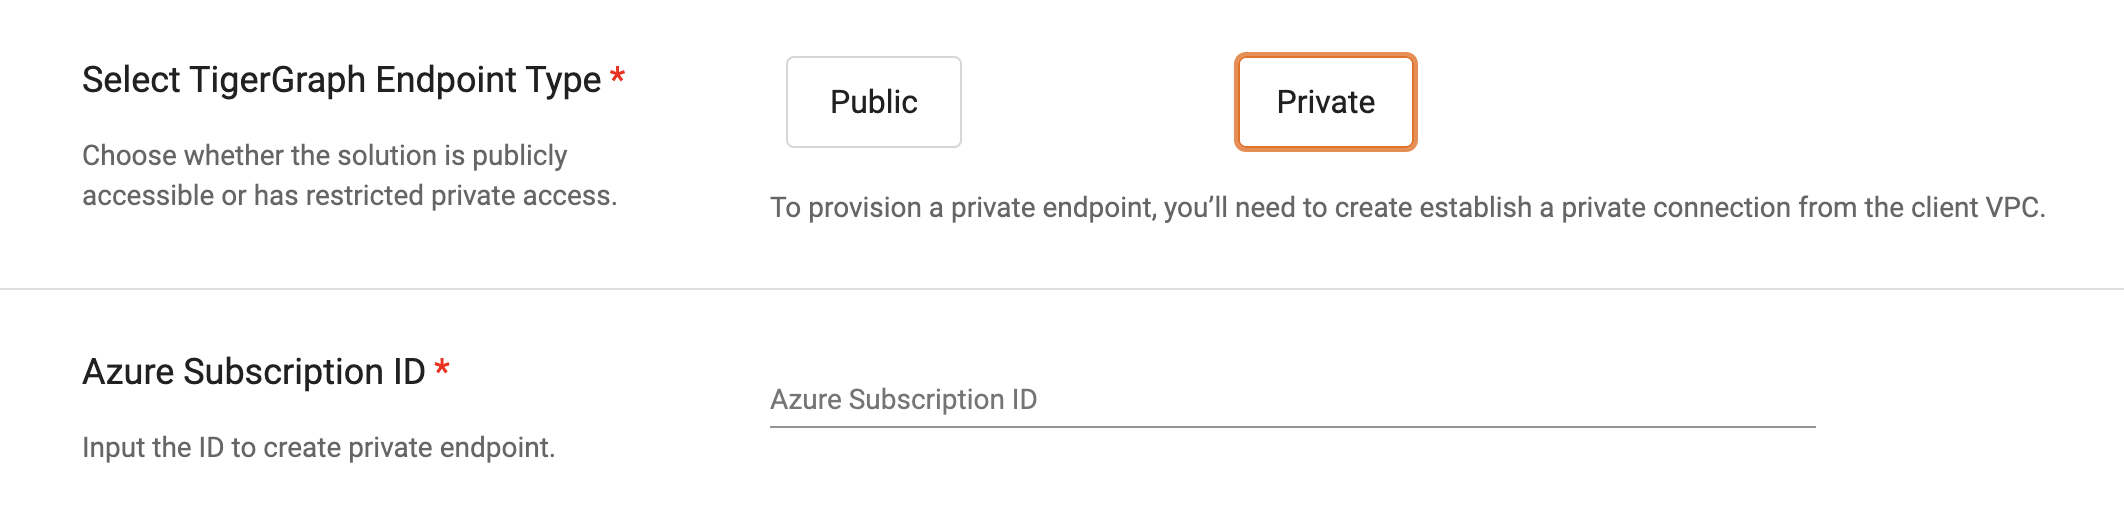 Select TigerGraph Endpoint Type *
Choose whether the solution is publicly
accessible or has restricted private access.
Public
Private
To provision a private endpoint, you’ll need to create establish a private connection from the client VPC.
Azure Subscription ID *
Input the ID to create private endpoint.
Azure Subscription ID